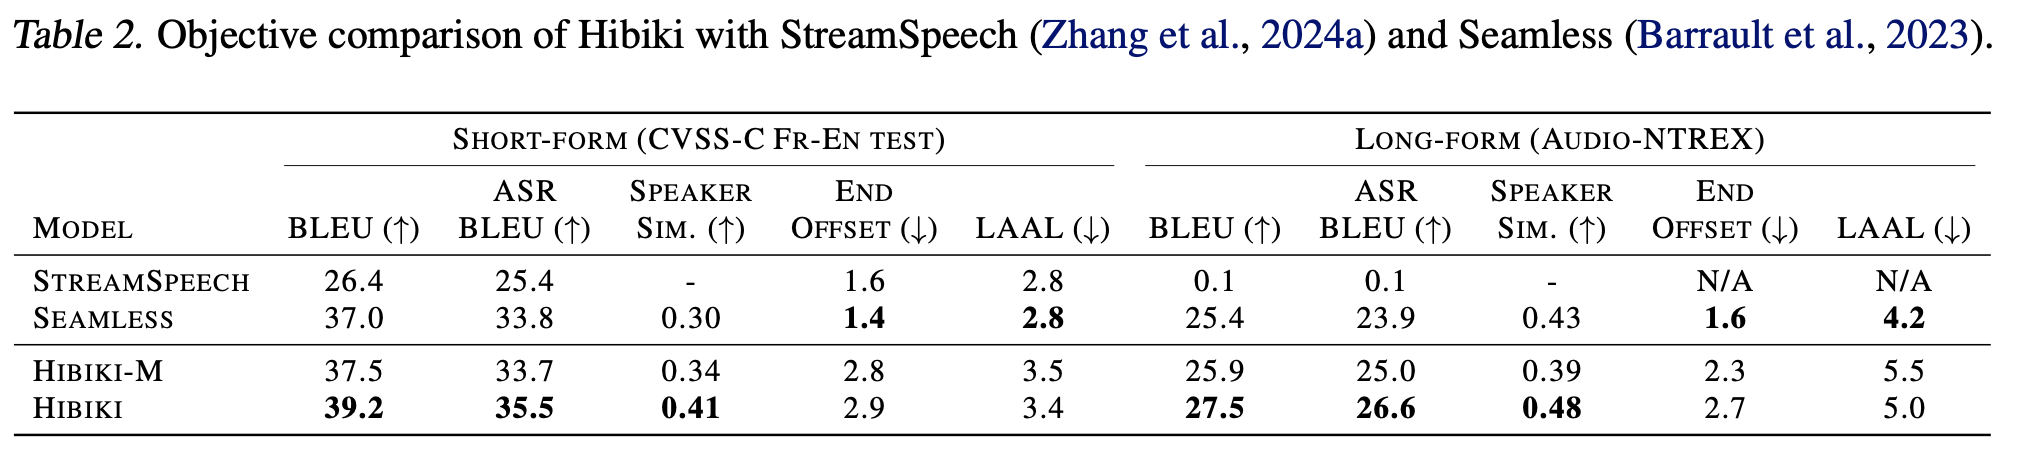 Table 2. Objective comparison of Hibiki with StreamSpeech (Zhang et al., 2024a) and Seamless (Barrault et al., 2023).
SHORT-FORM (CVSS-C FR-EN TEST) LONG-FORM (AUDIO-NTREX)
ASR SPEAKER END ASR SPEAKER END
MODEL BLEU (↑) BLEU (↑) SIM. (↑) OFFSET (↓) LAAL (↓) BLEU (↑) BLEU (↑) SIM. (↑) OFFSET (↓) LAAL (↓)
STREAMSPEECH 26.4 25.4 - 1.6 2.8 0.1 0.1 - N/A N/A
SEAMLESS 37.0 33.8 0.30 1.4 2.8 25.4 23.9 0.43 1.6 4.2
HIBIKI-M 37.5 33.7 0.34 2.8 3.5 25.9 25.0 0.39 2.3 5.5
HIBIKI 39.2 35.5 0.41 2.9 3.4 27.5 26.6 0.48 2.7 5.0